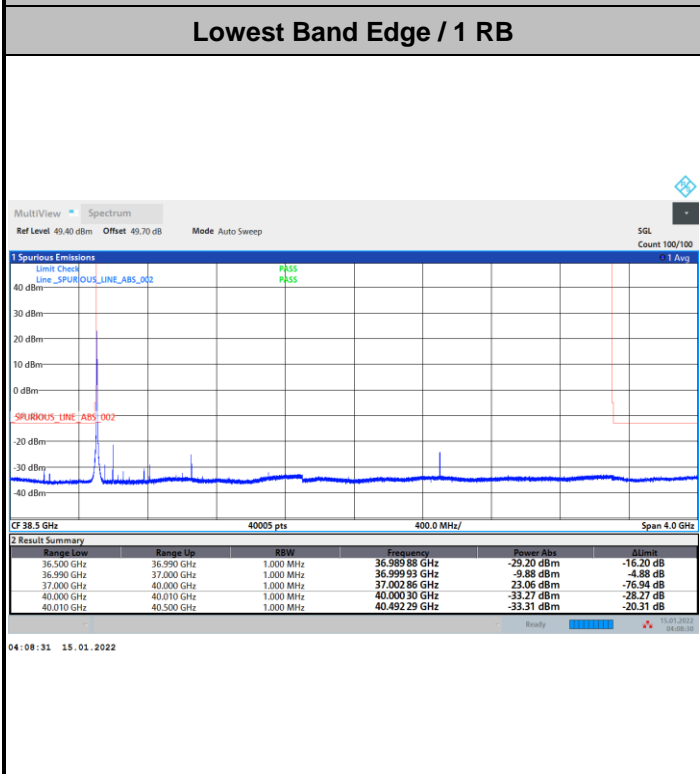 Lowest Band Edge / 1 RB
MultiView Spectrum
Ref Level 49.40 dBm Offset 49.70 dB Mode Auto Sweep SGL
Count 100/100
1 Spurious Emissions 1 Avg
Limit Check PASS
Line _SPURIOUS_LINE_ABS_002 PASS
40 dBm
30 dBm
20 dBm
10 dBm
0 dBm
_SPURIOUS_LINE_ABS_002
-20 dBm
-30 dBm
-40 dBm
CF 38.5 GHz 40005 pts 400.0 MHz/ Span 4.0 GHz
2 Result Summary
Range Low Range Up RBW Frequency Power Abs ΔLimit
36.500 GHz 36.990 GHz 1.000 MHz 36.989 88 GHz -29.20 dBm -16.20 dB
36.990 GHz 37.000 GHz 1.000 MHz 36.999 93 GHz -9.88 dBm -4.88 dB
37.000 GHz 40.000 GHz 1.000 MHz 37.002 86 GHz 23.06 dBm -76.94 dB
40.000 GHz 40.010 GHz 1.000 MHz 40.000 30 GHz -33.27 dBm -28.27 dB
40.010 GHz 40.500 GHz 1.000 MHz 40.492 29 GHz -33.31 dBm -20.31 dB
Ready 15.01.2022
04:08:30
04:08:31 15.01.2022